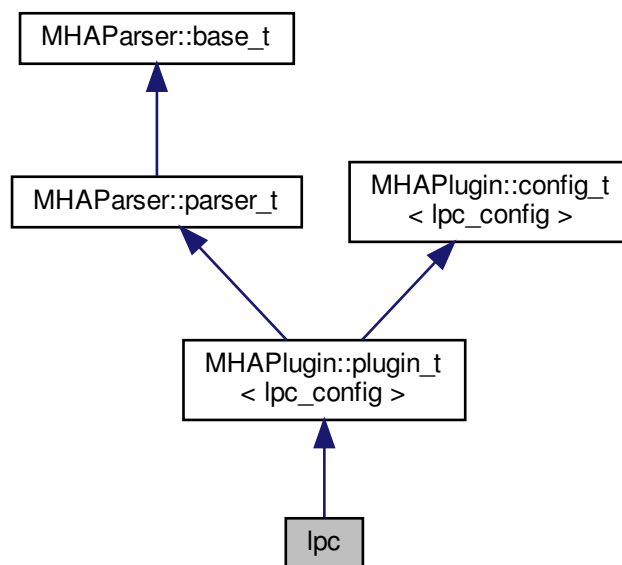 MHAParser::base_t
MHAParser::parser_t
MHAPlugin::config_t
< lpc_config >
MHAPlugin::plugin_t
< lpc_config >
lpc